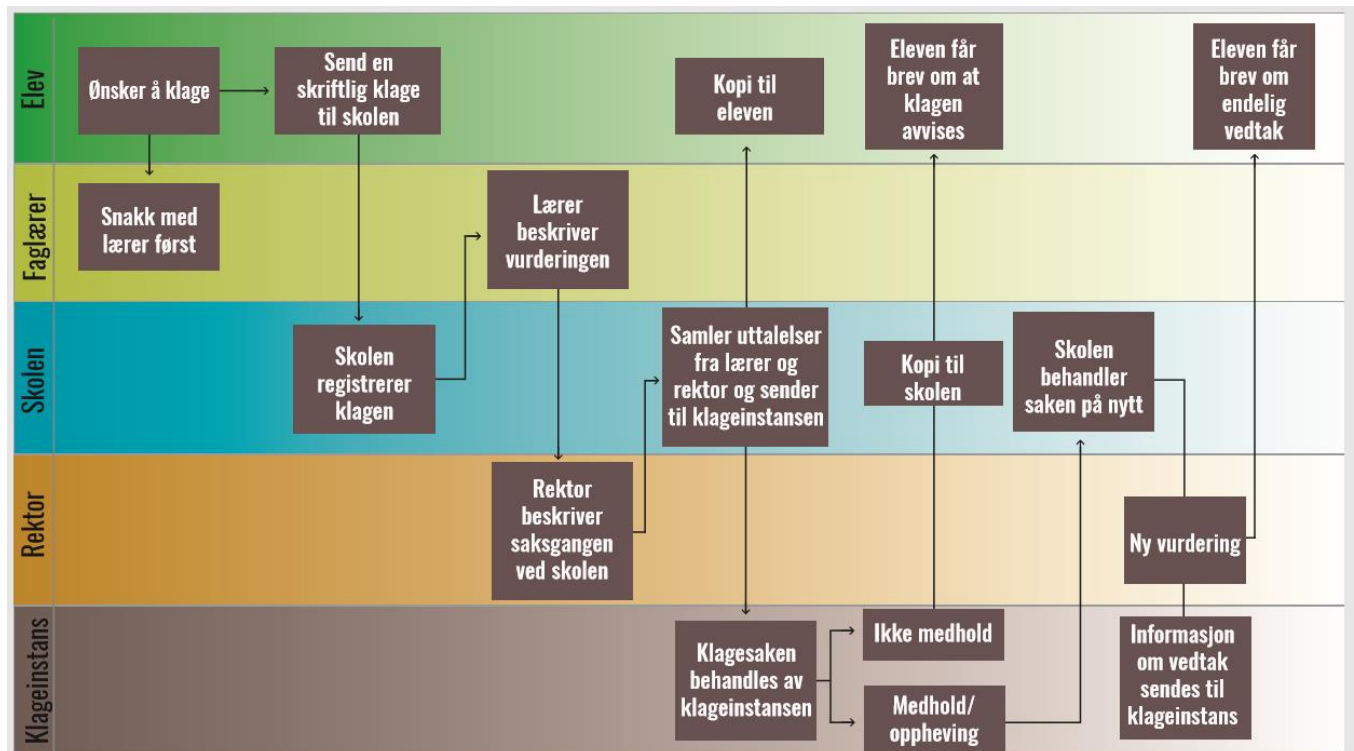 Elev
Ønsker å klage
Send en
skriftlig klage
til skolen
Kopi til
eleven
Eleven får
brev om at
klagen
avvises
Eleven får
brev om
endelig
vedtak
Faglærer
Snakk med
lærer først
Lærer
beskriver
vurderingen
Skolen
Skolen
registrerer
klagen
Samler uttalelser
fra lærer og
rektor og sender
til klageinstansen
Kopi til
skolen
Skolen
behandler
saken på nytt
Rektor
Rektor
beskriver
saksgangen
ved skolen
Ny vurdering
Klageinstans
Klagesaken
behandles av
klageinstansen
Ikke medhold
Medhold/
oppheving
Informasjon
om vedtak
sendes til
klageinstans